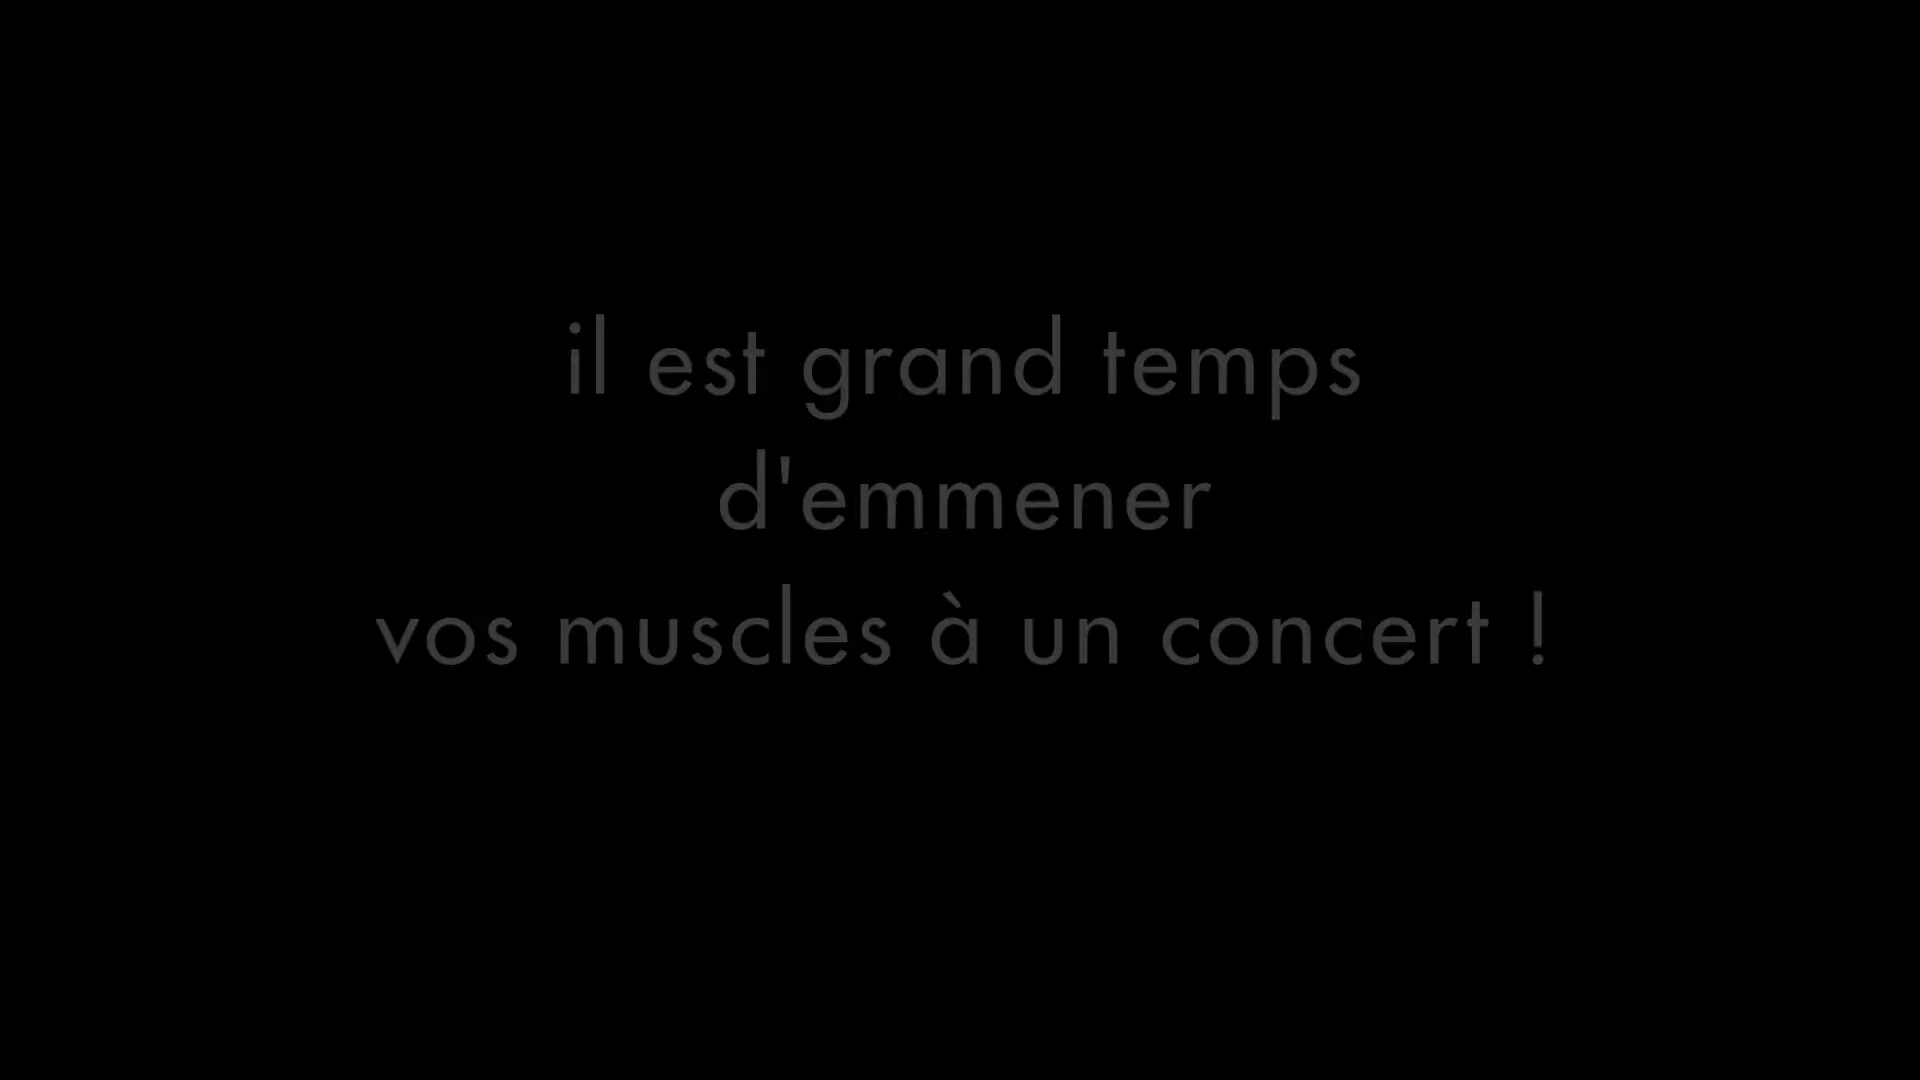 il est grand temps
d'emmener
vos muscles à un concert !